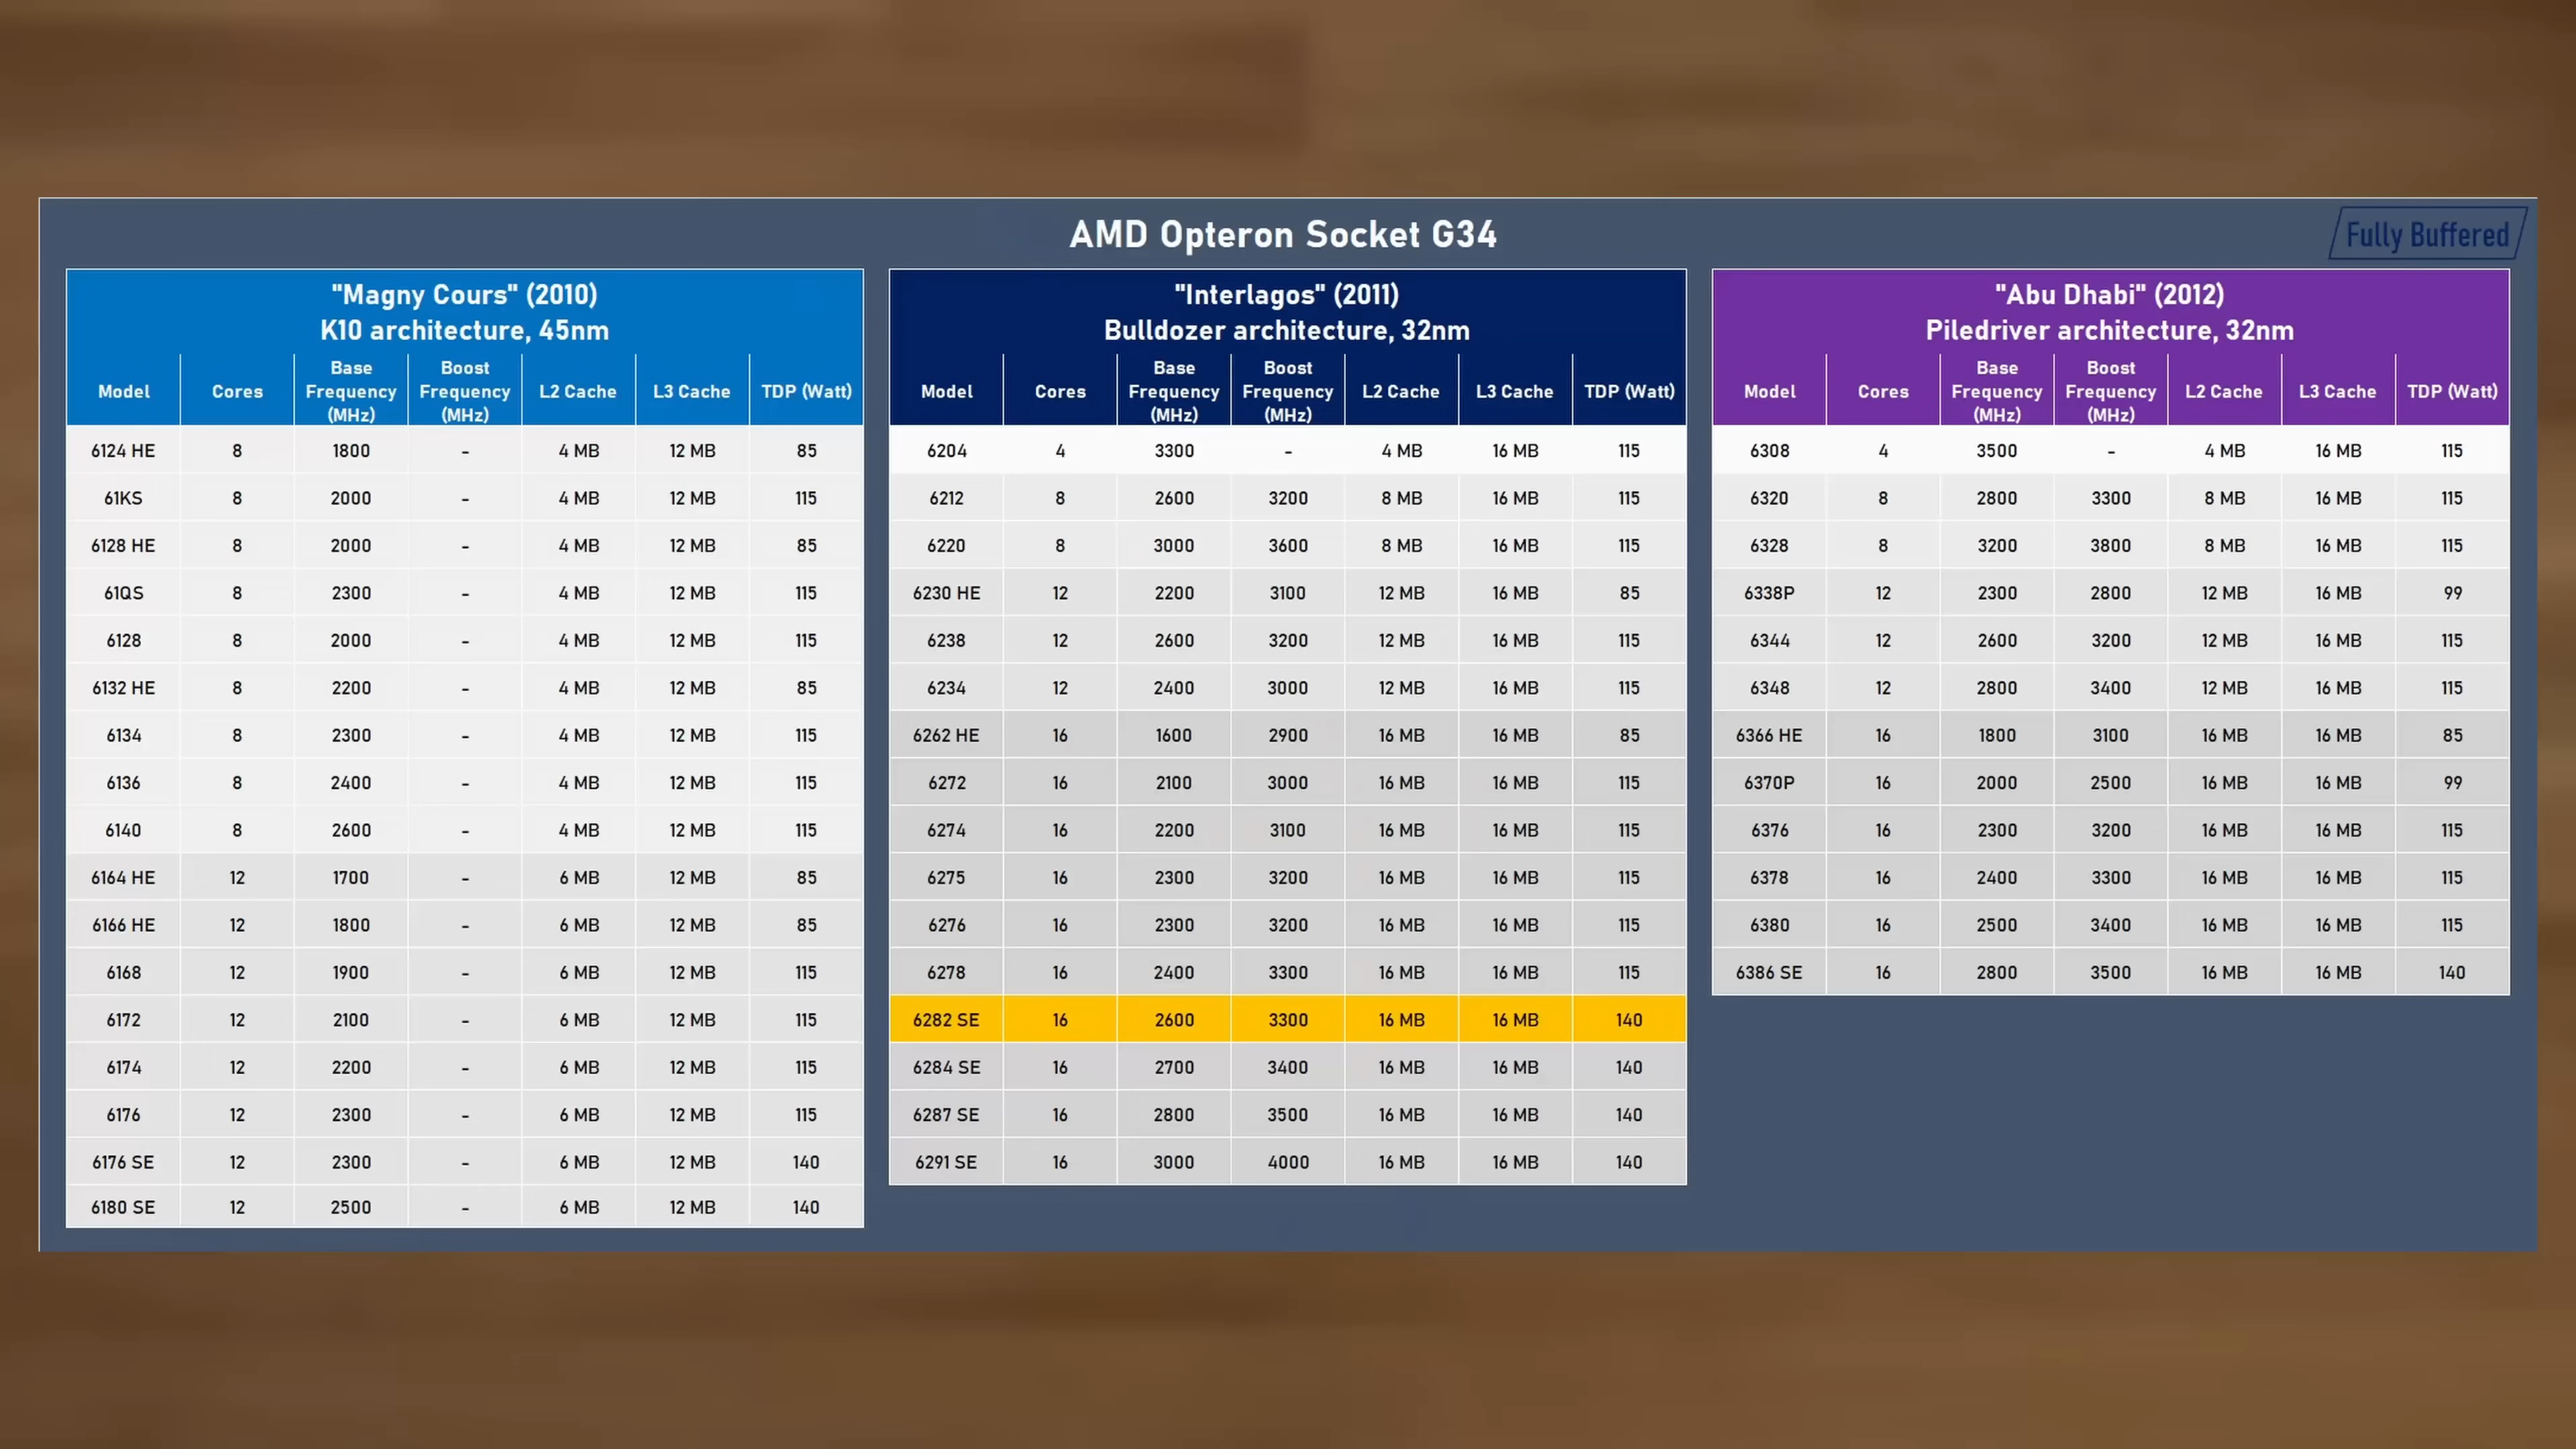 AMD Opteron Socket G34
Fully Buffered
"Magny Cours" (2010)
K10 architecture, 45nm
Model Cores Base Frequency (MHz) Boost Frequency (MHz) L2 Cache L3 Cache TDP (Watt)
6124 HE 8 1800 - 4 MB 12 MB 85
61KS 8 2000 - 4 MB 12 MB 115
6128 HE 8 2000 - 4 MB 12 MB 85
61QS 8 2300 - 4 MB 12 MB 115
6128 8 2000 - 4 MB 12 MB 115
6132 HE 8 2200 - 4 MB 12 MB 85
6134 8 2300 - 4 MB 12 MB 115
6136 8 2400 - 4 MB 12 MB 115
6140 8 2600 - 4 MB 12 MB 115
6164 HE 12 1700 - 6 MB 12 MB 85
6166 HE 12 1800 - 6 MB 12 MB 85
6168 12 1900 - 6 MB 12 MB 115
6172 12 2100 - 6 MB 12 MB 115
6174 12 2200 - 6 MB 12 MB 115
6176 12 2300 - 6 MB 12 MB 115
6176 SE 12 2300 - 6 MB 12 MB 140
6180 SE 12 2500 - 6 MB 12 MB 140
"Interlagos" (2011)
Bulldozer architecture, 32nm
Model Cores Base Frequency (MHz) Boost Frequency (MHz) L2 Cache L3 Cache TDP (Watt)
6204 4 3300 - 4 MB 16 MB 115
6212 8 2600 3200 8 MB 16 MB 115
6220 8 3000 3600 8 MB 16 MB 115
6230 HE 12 2200 3100 12 MB 16 MB 85
6238 12 2600 3200 12 MB 16 MB 115
6234 12 2400 3000 12 MB 16 MB 115
6262 HE 16 1600 2900 16 MB 16 MB 85
6272 16 2100 3000 16 MB 16 MB 115
6274 16 2200 3100 16 MB 16 MB 115
6275 16 2300 3200 16 MB 16 MB 115
6276 16 2300 3200 16 MB 16 MB 115
6278 16 2400 3300 16 MB 16 MB 115
6282 SE 16 2600 3300 16 MB 16 MB 140
6284 SE 16 2700 3400 16 MB 16 MB 140
6287 SE 16 2800 3500 16 MB 16 MB 140
6291 SE 16 3000 4000 16 MB 16 MB 140
"Abu Dhabi" (2012)
Piledriver architecture, 32nm
Model Cores Base Frequency (MHz) Boost Frequency (MHz) L2 Cache L3 Cache TDP (Watt)
6308 4 3500 - 4 MB 16 MB 115
6320 8 2800 3300 8 MB 16 MB 115
6328 8 3200 3800 8 MB 16 MB 115
6338P 12 2300 2800 12 MB 16 MB 99
6344 12 2600 3200 12 MB 16 MB 115
6348 12 2800 3400 12 MB 16 MB 115
6366 HE 16 1800 3100 16 MB 16 MB 85
6370P 16 2000 2500 16 MB 16 MB 99
6376 16 2300 3200 16 MB 16 MB 115
6378 16 2400 3300 16 MB 16 MB 115
6380 16 2500 3400 16 MB 16 MB 115
6386 SE 16 2800 3500 16 MB 16 MB 140